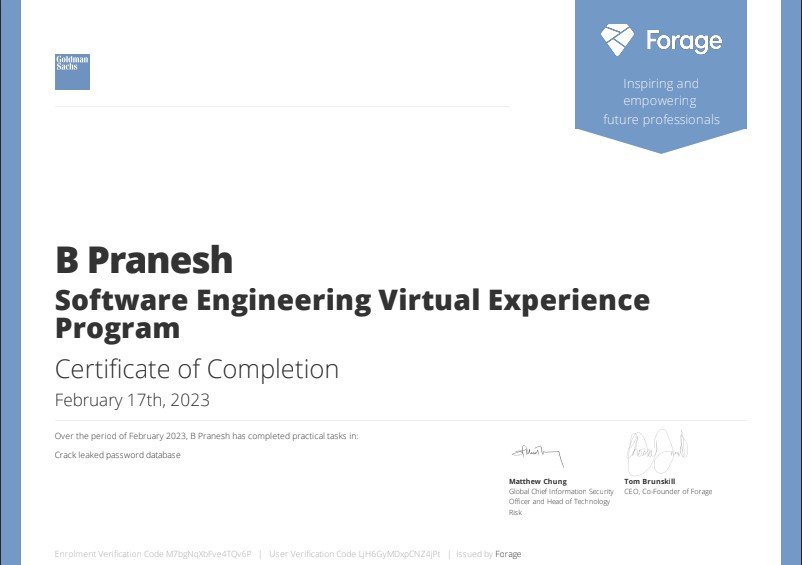 Goldman
Sachs
Forage
Inspiring and
empowering
future professionals
B Pranesh
Software Engineering Virtual Experience
Program
Certificate of Completion
February 17th, 2023
Over the period of February 2023, B Pranesh has completed practical tasks in:
Crack leaked password database
Matthew Chung
Global Chief Information Security
Officer and Head of Technology
Risk
Tom Brunskill
CEO, Co-Founder of Forage
Enrolment Verification Code M7bgNqXbFve4TQv6P | User Verification Code LjH6GyMDxpCNZ4jPt | Issued by Forage